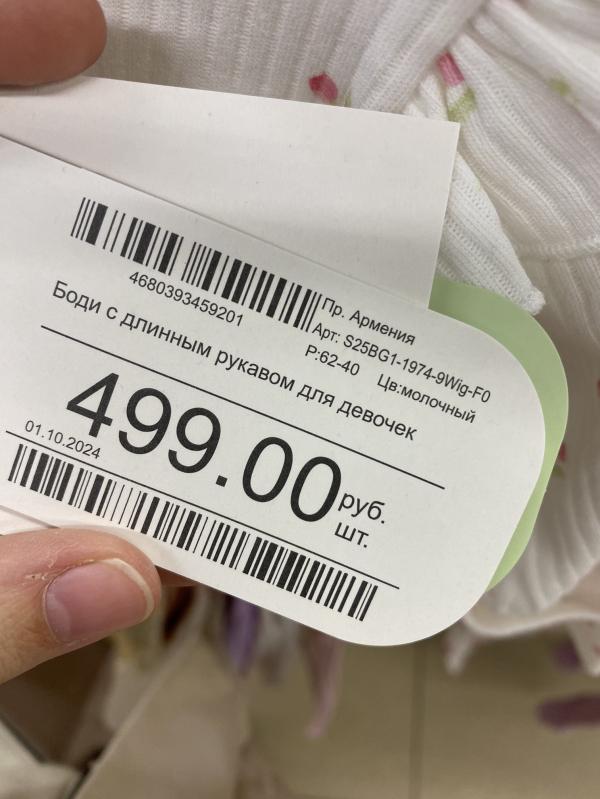 4680393459201
Пр. Армения
Арт: S25BG1-1974-9Wig-F0
Р:62-40 Цв:молочный
Боди с длинным рукавом для девочек
499.00 руб.
шт.
01.10.2024